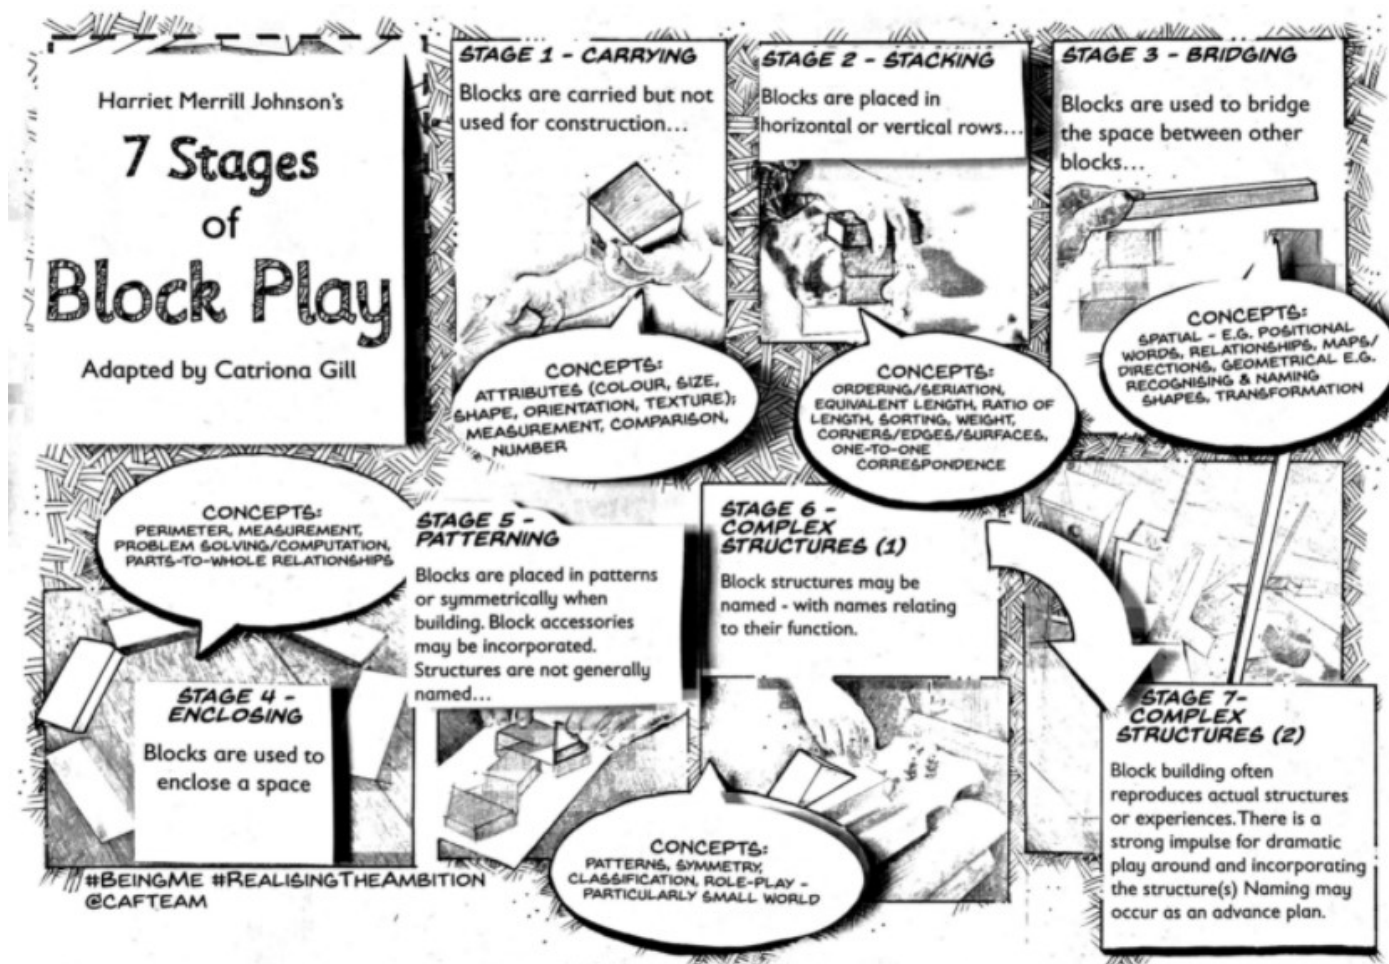 Harriet Merrill Johnson's
7 Stages
of
Block Play
Adapted by Catriona Gill
STAGE 1 - CARRYING
Blocks are carried but not
used for construction...
CONCEPTS:
ATTRIBUTES (COLOUR, SIZE,
SHAPE, ORIENTATION, TEXTURE);
MEASUREMENT, COMPARISON,
NUMBER
STAGE 2 - STACKING
Blocks are placed in
horizontal or vertical rows...
CONCEPTS:
ORDERING/SERIATION,
EQUIVALENT LENGTH, RATIO OF
LENGTH, SORTING, WEIGHT,
CORNERS/EDGES/SURFACES,
ONE-TO-ONE
CORRESPONDENCE
STAGE 3 - BRIDGING
Blocks are used to bridge
the space between other
blocks...
CONCEPTS:
SPATIAL - E.G. POSITIONAL
WORDS, RELATIONSHIPS, MAPS/
DIRECTIONS, GEOMETRICAL E.G.
RECOGNISING & NAMING
SHAPES, TRANSFORMATION
CONCEPTS:
PERIMETER, MEASUREMENT,
PROBLEM SOLVING/COMPUTATION,
PARTS-TO-WHOLE RELATIONSHIPS
STAGE 4 -
ENCLOSING
Blocks are used to
enclose a space
STAGE 5 -
PATTERNING
Blocks are placed in patterns
or symmetrically when
building. Block accessories
may be incorporated.
Structures are not generally
named...
STAGE 6 -
COMPLEX
STRUCTURES (1)
Block structures may be
named - with names relating
to their function.
CONCEPTS:
PATTERNS, SYMMETRY,
CLASSIFICATION, ROLE-PLAY -
PARTICULARLY SMALL WORLD
STAGE 7-
COMPLEX
STRUCTURES (2)
Block building often
reproduces actual structures
or experiences. There is a
strong impulse for dramatic
play around and incorporating
the structure(s) Naming may
occur as an advance plan.
#BEINGME #REALISINGTHEAMBITION
@CAFTEAM